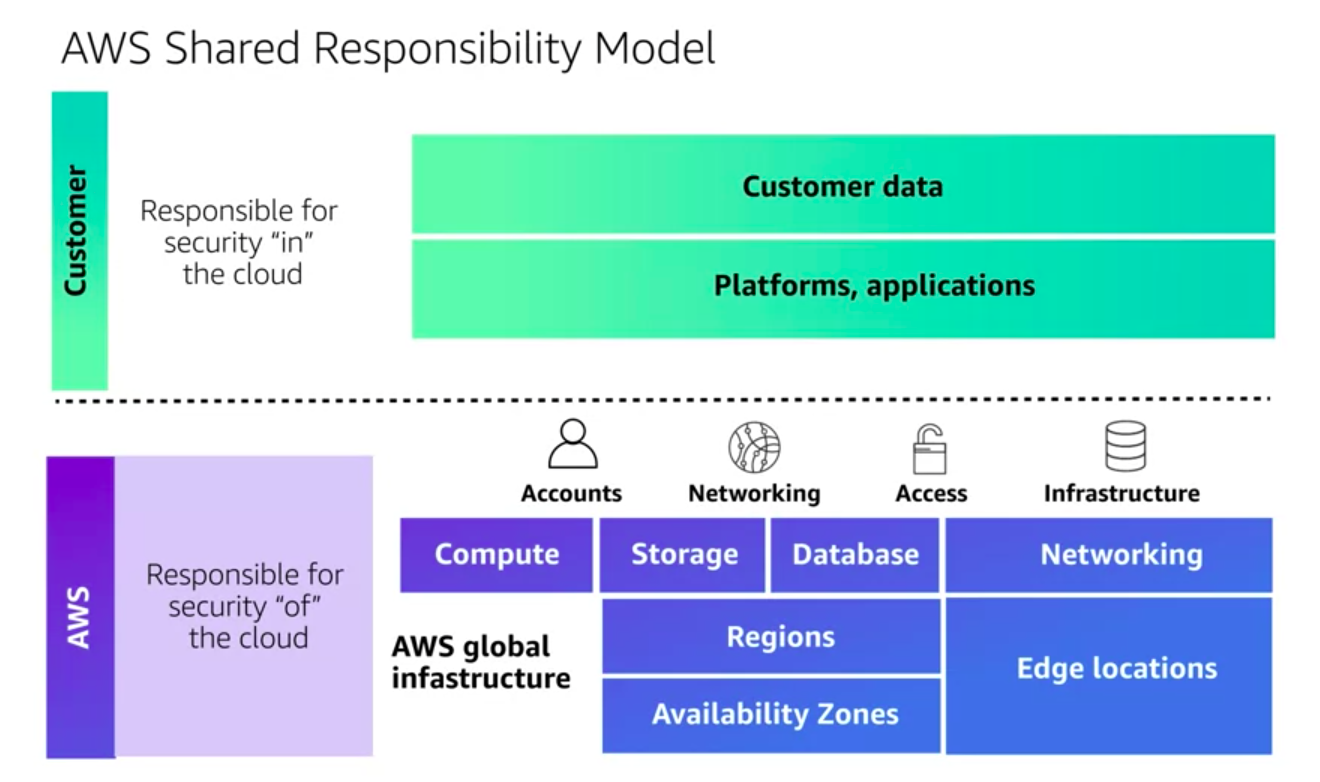 AWS Shared Responsibility Model
Customer
Responsible for
security “in”
the cloud
Customer data
Platforms, applications
AWS
Responsible for
security “of”
the cloud
Accounts
Networking
Access
Infrastructure
Compute
Storage
Database
Networking
AWS global
infastructure
Regions
Availability Zones
Edge locations